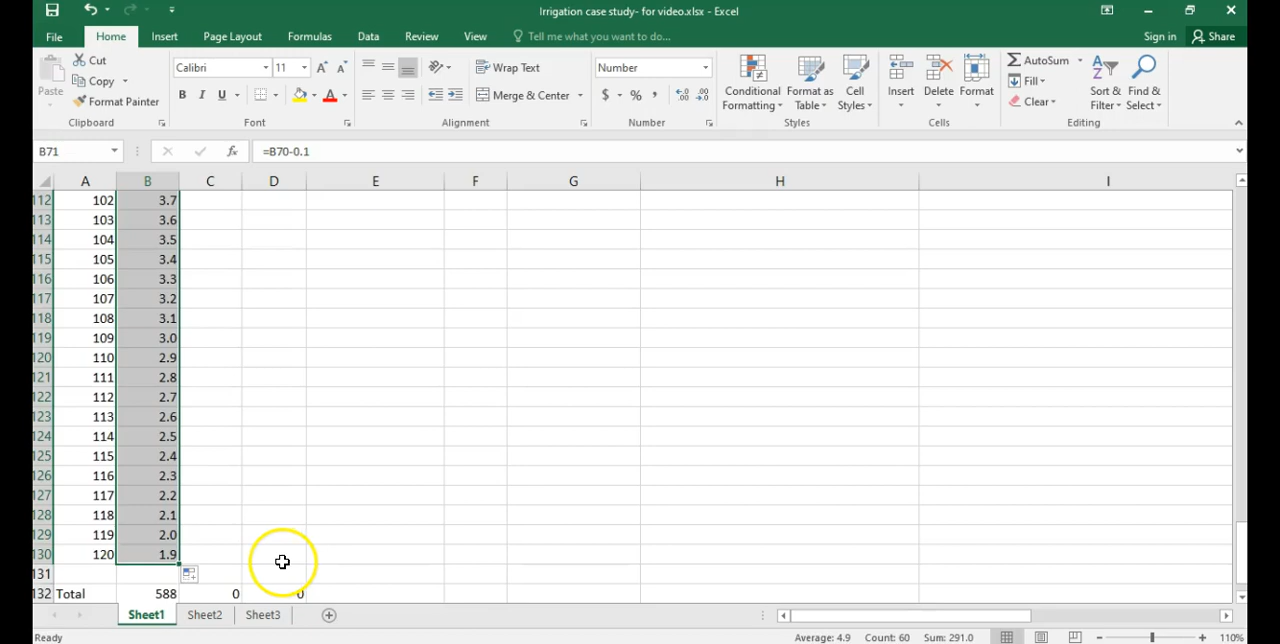 Irrigation case study- for video.xlsx - Excel
File Home Insert Page Layout Formulas Data Review View Tell me what you want to do... Sign in Share
Cut
Copy
Format Painter
Paste
Clipboard
Calibri 11
B I U
Font
Wrap Text
Merge & Center
Alignment
Number
$ % ,
Number
Conditional Formatting
Format as Table
Cell Styles
Styles
Insert Delete Format
Cells
AutoSum
Fill
Clear
Sort & Filter
Find & Select
Editing
B71 fx =B70-0.1
A B C D E F G H I
112 102 3.7
113 103 3.6
114 104 3.5
115 105 3.4
116 106 3.3
117 107 3.2
118 108 3.1
119 109 3.0
120 110 2.9
121 111 2.8
122 112 2.7
123 113 2.6
124 114 2.5
125 115 2.4
126 116 2.3
127 117 2.2
128 118 2.1
129 119 2.0
130 120 1.9
131
132 Total 588 0 0
Sheet1 Sheet2 Sheet3
Ready Average: 4.9 Count: 60 Sum: 291.0 110%